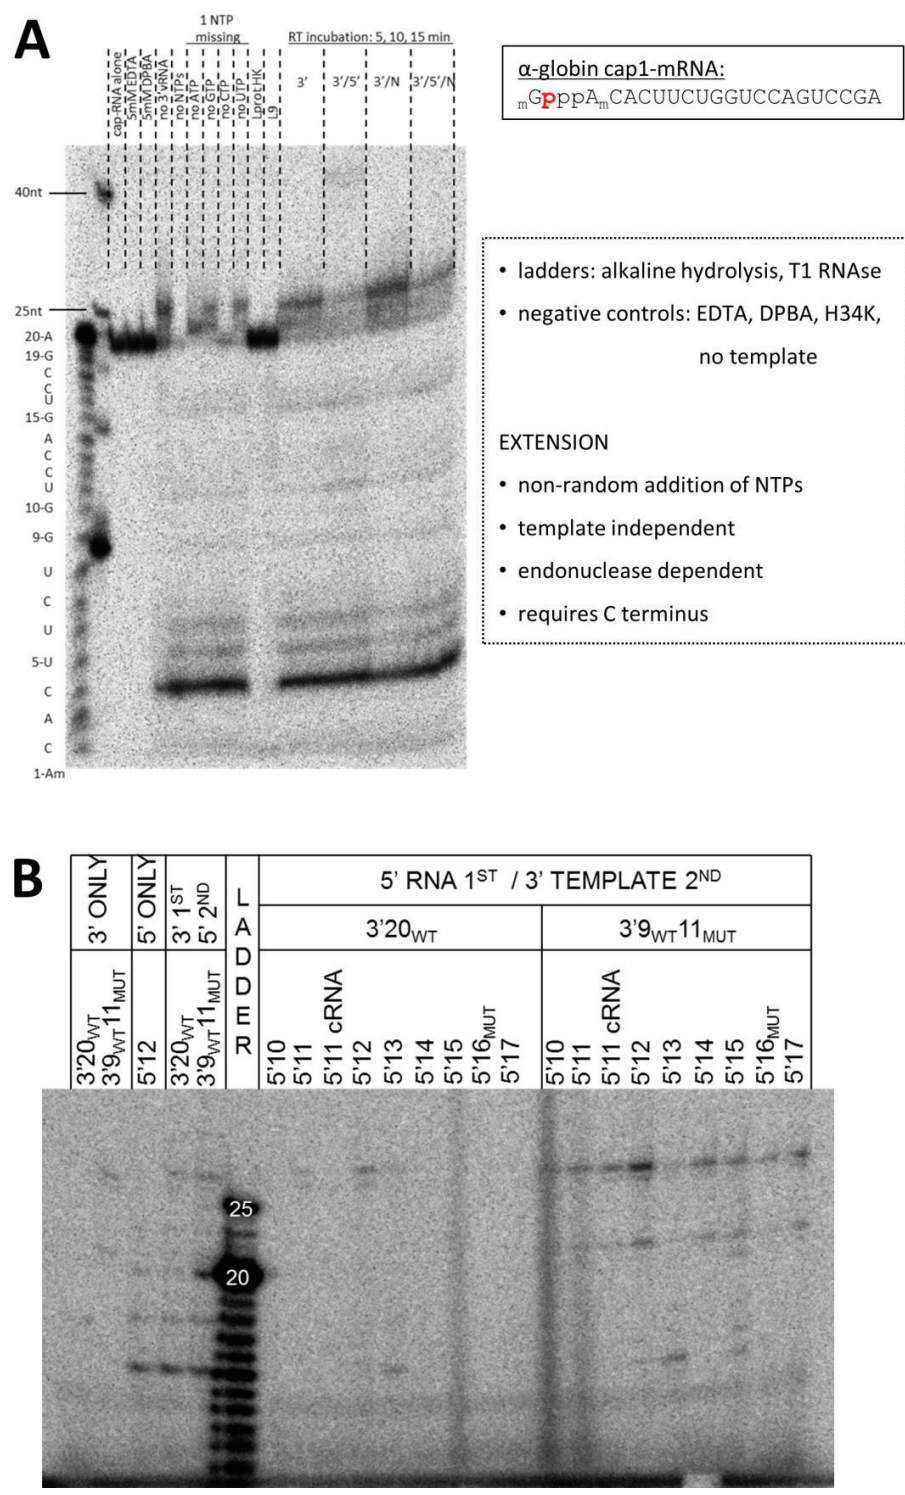 A
1 NTP
missing
RT incubation: 5, 10, 15 min
cap-RNA alone
5mM EDTA
5mM DPBA
no 3'vRNA
no NTPs
no ATP
no GTP
no CTP
no UTP
Lprot HK
L9
3'
3'/5'
3'/N
3'/5'/N
α-globin cap1-mRNA:
mGpppAmCACUUCUGGUCCAGUCCGA
40nt
25nt
20-A
19-G
C
C
U
15-G
A
C
C
U
10-G
9-G
U
C
U
5-U
C
A
C
1-Am
• ladders: alkaline hydrolysis, T1 RNAse
• negative controls: EDTA, DPBA, H34K,
no template
EXTENSION
• non-random addition of NTPs
• template independent
• endonuclease dependent
• requires C terminus
B
3' ONLY
5' ONLY
3' 1ST
5' 2ND
LADDER
5' RNA 1ST / 3' TEMPLATE 2ND
3'20WT
3'9WT11MUT
3'20WT
3'9WT11MUT
5'12
3'20WT
3'9WT11MUT
5'10
5'11
5'11 cRNA
5'12
5'13
5'14
5'15
5'16MUT
5'17
5'10
5'11
5'11 cRNA
5'12
5'13
5'14
5'15
5'16MUT
5'17
25
20